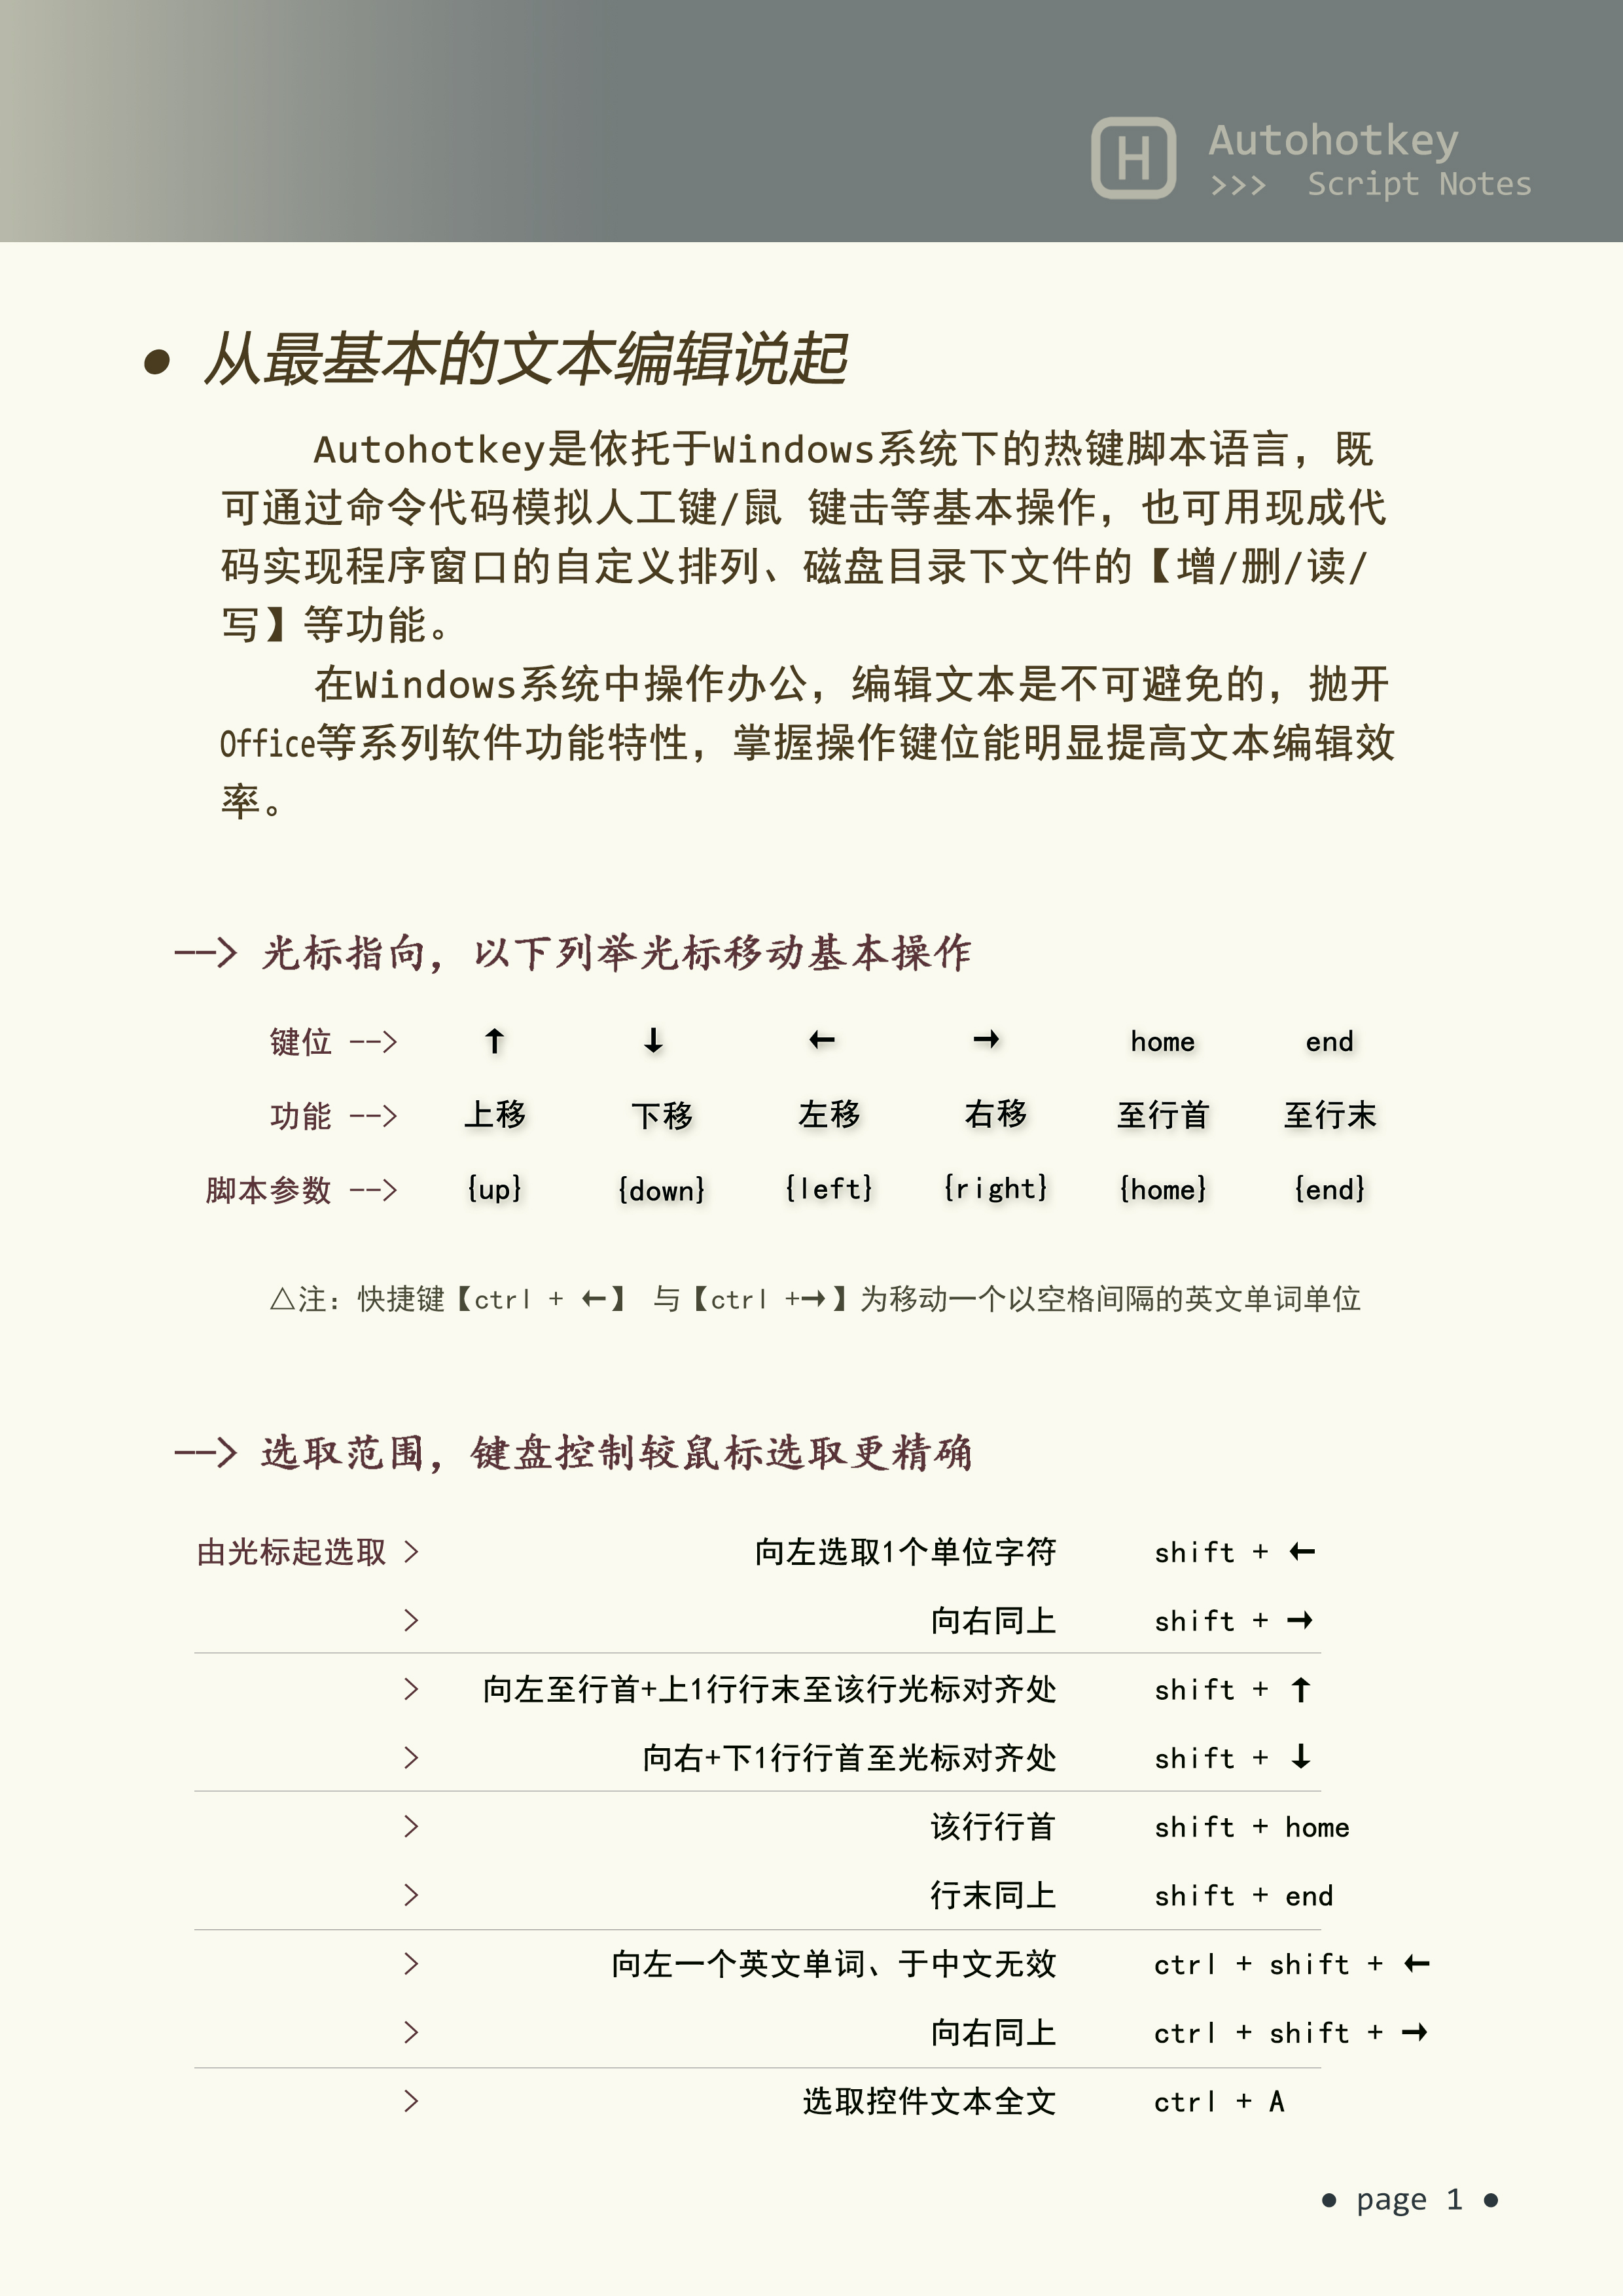 H Autohotkey
>>> Script Notes
● 从最基本的文本编辑说起
Autohotkey是依托于Windows系统下的热键脚本语言，既
可通过命令代码模拟人工键/鼠 键击等基本操作，也可用现成代
码实现程序窗口的自定义排列、磁盘目录下文件的【增/删/读/
写】等功能。
在Windows系统中操作办公，编辑文本是不可避免的，抛开
Office等系列软件功能特性，掌握操作键位能明显提高文本编辑效
率。
--> 光标指向，以下列举光标移动基本操作
键位 --> ↑ ↓ ← → home end
功能 --> 上移 下移 左移 右移 至行首 至行末
脚本参数 --> {up} {down} {left} {right} {home} {end}
△注：快捷键【ctrl + ←】 与【ctrl +→】为移动一个以空格间隔的英文单词单位
--> 选取范围，键盘控制较鼠标选取更精确
由光标起选取 > 向左选取1个单位字符 shift + ←
> 向右同上 shift + →
> 向左至行首+上1行行末至该行光标对齐处 shift + ↑
> 向右+下1行行首至光标对齐处 shift + ↓
> 该行行首 shift + home
> 行末同上 shift + end
> 向左一个英文单词、于中文无效 ctrl + shift + ←
> 向右同上 ctrl + shift + →
> 选取控件文本全文 ctrl + A
● page 1 ●